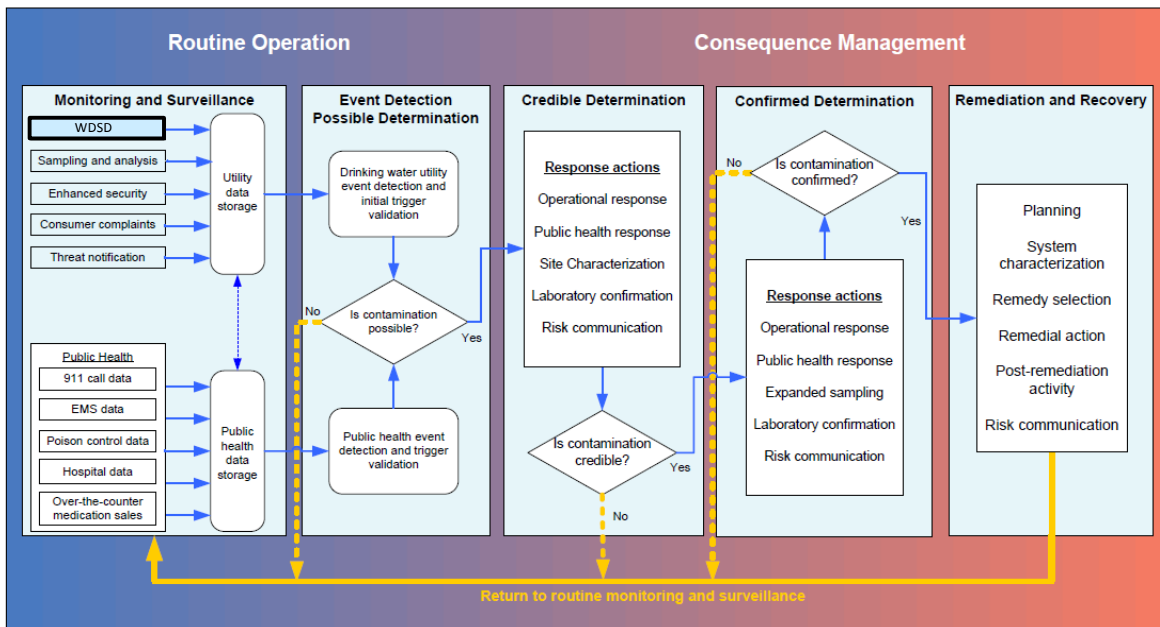 Routine Operation
Consequence Management
Monitoring and Surveillance
WDSD
Sampling and analysis
Enhanced security
Consumer complaints
Threat notification
Utility
data
storage
Public Health
911 call data
EMS data
Poison control data
Hospital data
Over-the-counter
medication sales
Public
health
data
storage
Event Detection
Possible Determination
Drinking water utility
event detection and
initial trigger
validation
No
Is contamination
possible?
Yes
Public health event
detection and trigger
validation
Credible Determination
Response actions
Operational response
Public health response
Site Characterization
Laboratory confirmation
Risk communication
Is contamination
credible?
Yes
No
Confirmed Determination
No
Is contamination
confirmed?
Yes
Response actions
Operational response
Public health response
Expanded sampling
Laboratory confirmation
Risk communication
Remediation and Recovery
Planning
System
characterization
Remedy selection
Remedial action
Post-remediation
activity
Risk communication
Return to routine monitoring and surveillance